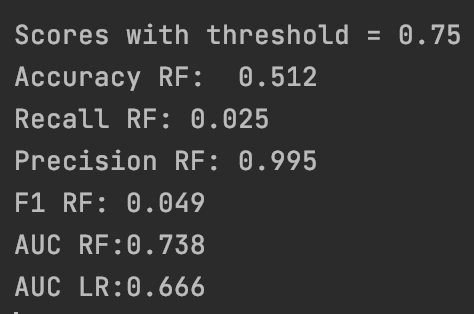 Scores with threshold = 0.75
Accuracy RF:  0.512
Recall RF: 0.025
Precision RF: 0.995
F1 RF: 0.049
AUC RF:0.738
AUC LR:0.666